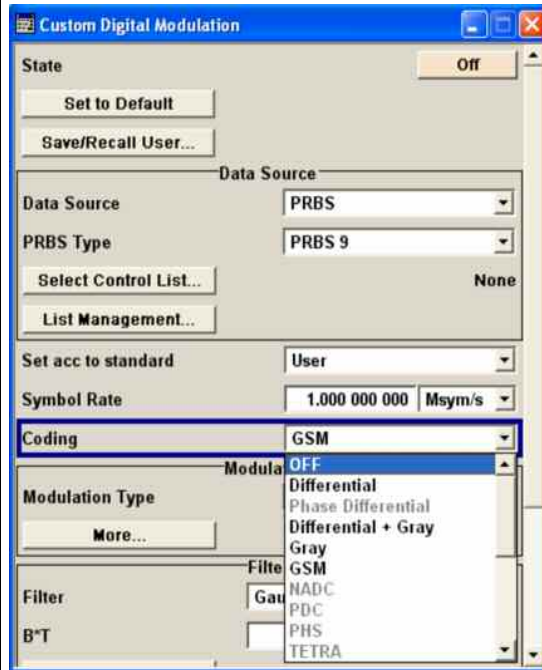 Custom Digital Modulation
State Off
Set to Default
Save/Recall User...
Data Source
Data Source PRBS
PRBS Type PRBS 9
Select Control List... None
List Management...
Set acc to standard User
Symbol Rate 1.000 000 000 Msym/s
Coding GSM
Modula OFF
Differential
Modulation Type Phase Differential
Differential + Gray
More... Gray
GSM
Filte NADC
Filter Gau PDC
PHS
B*T TETRA